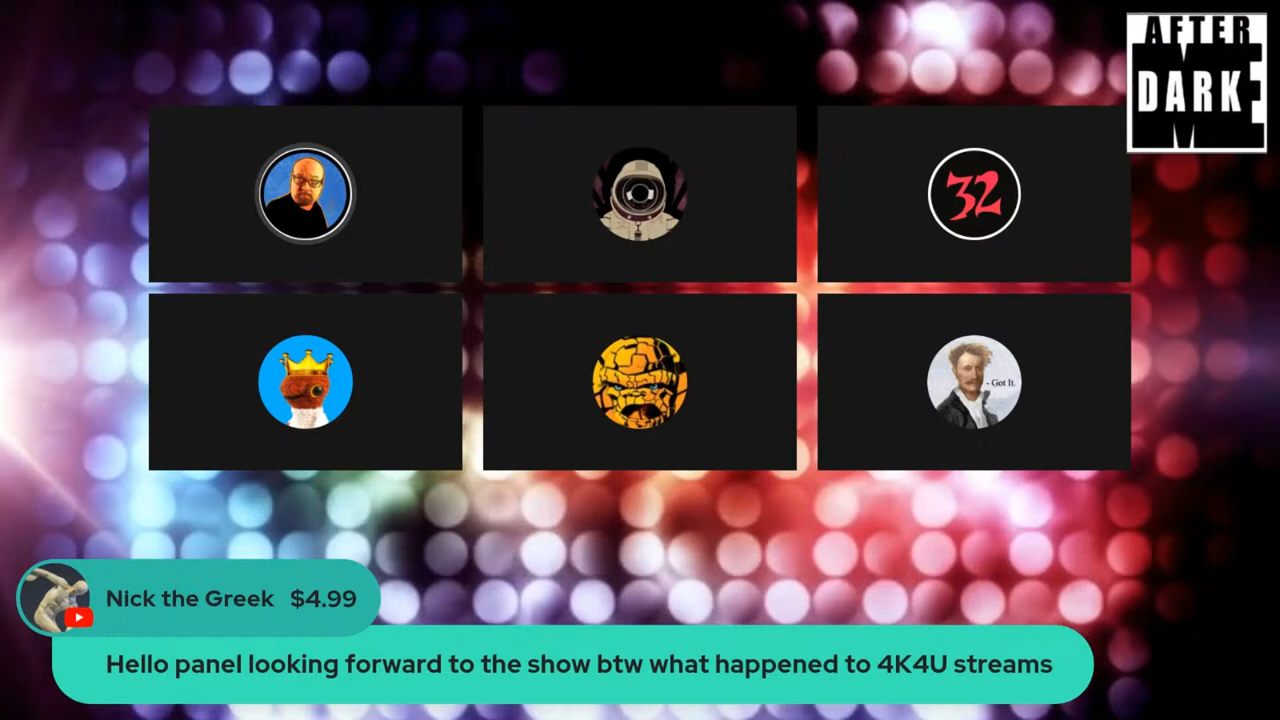 AFTER
DARK
ME
32
- Got It.
Nick the Greek $4.99
Hello panel looking forward to the show btw what happened to 4K4U streams